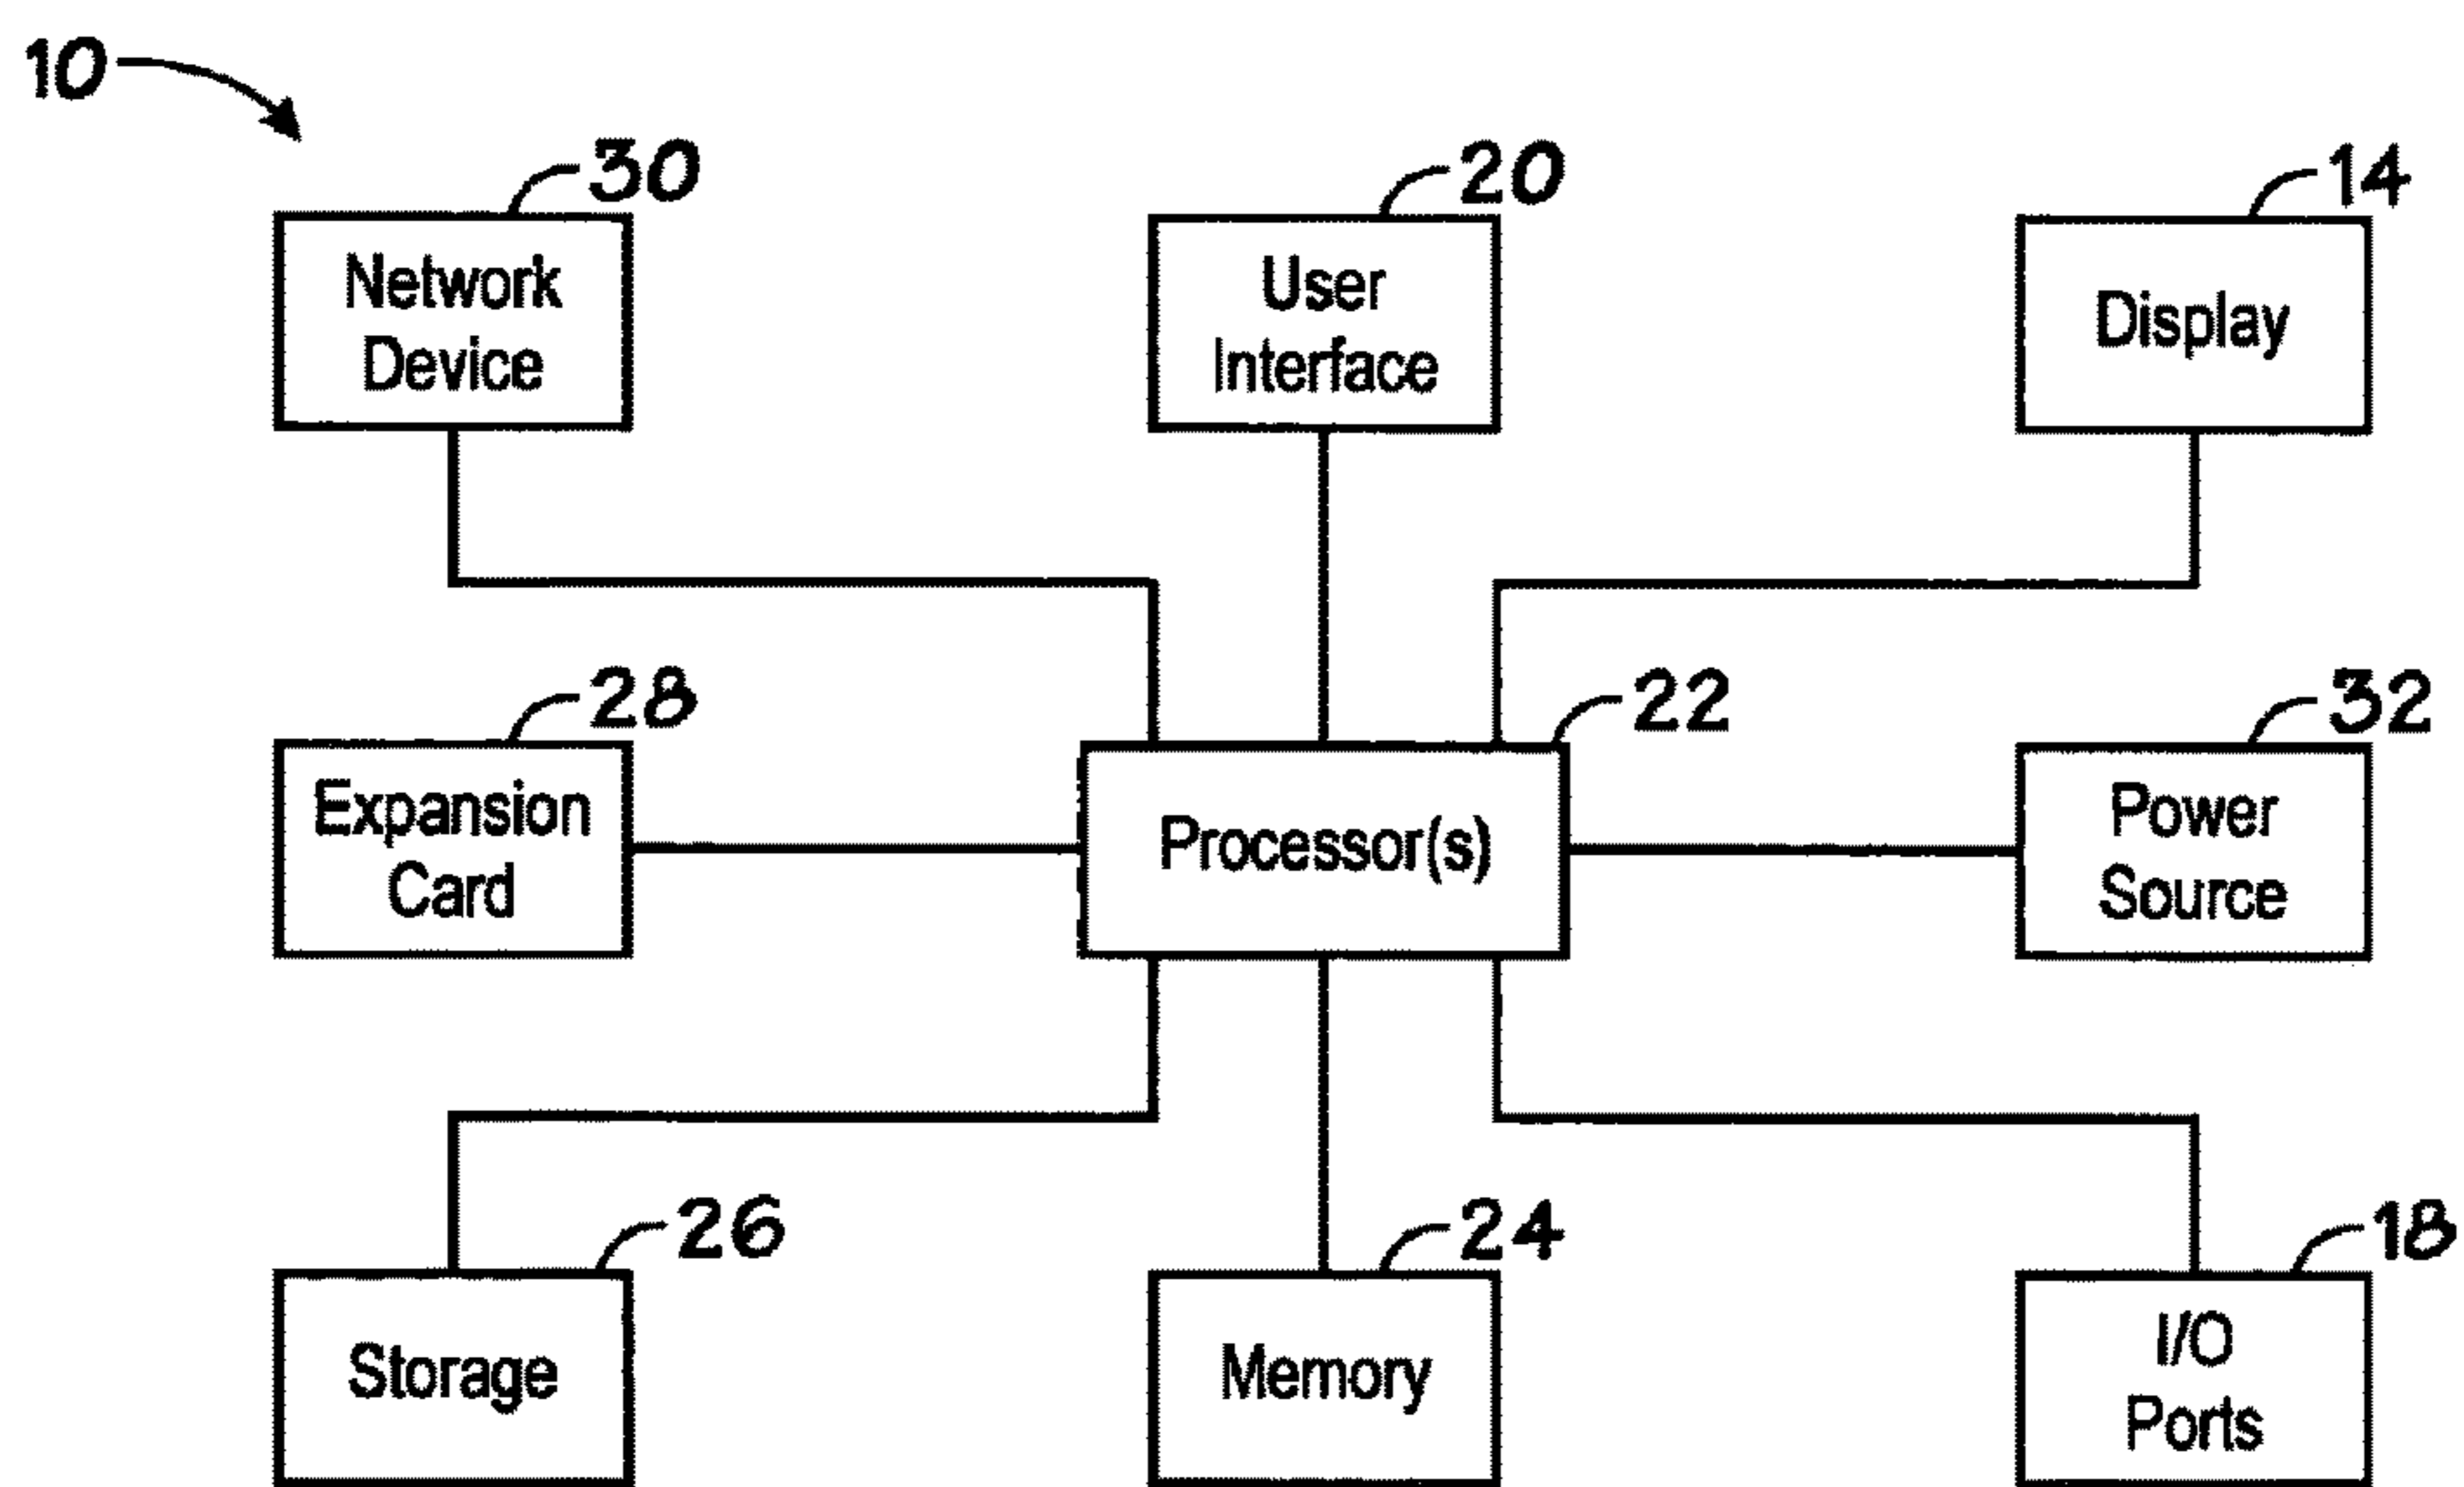 10
30
20
14
Network
Device
User
Interface
Display
28
22
32
Expansion
Card
Processor(s)
Power
Source
26
24
18
Storage
Memory
I/O
Ports